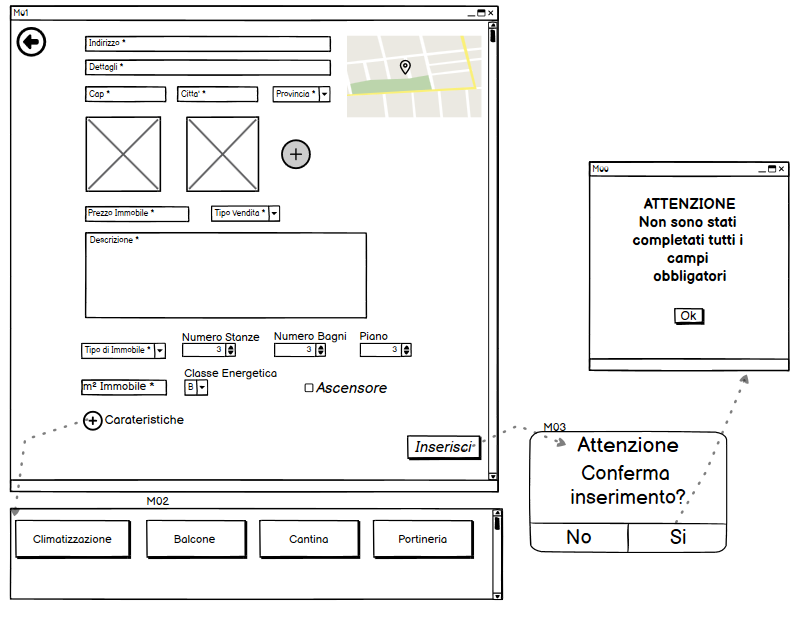 M01
Indirizzo *
Dettagli *
Cap *
Citta' *
Provincia *
Prezzo Immobile *
Tipo Vendita *
Descrizione *
Numero Stanze
Numero Bagni
Piano
Tipo di Immobile *
3
3
3
Classe Energetica
m² Immobile *
B
Ascensore
Carateristiche
Inserisci
M02
Climatizzazione
Balcone
Cantina
Portineria
M03
Attenzione
Conferma
inserimento?
No
Si
ATTENZIONE
Non sono stati
completati tutti i
campi
obbligatori
Ok